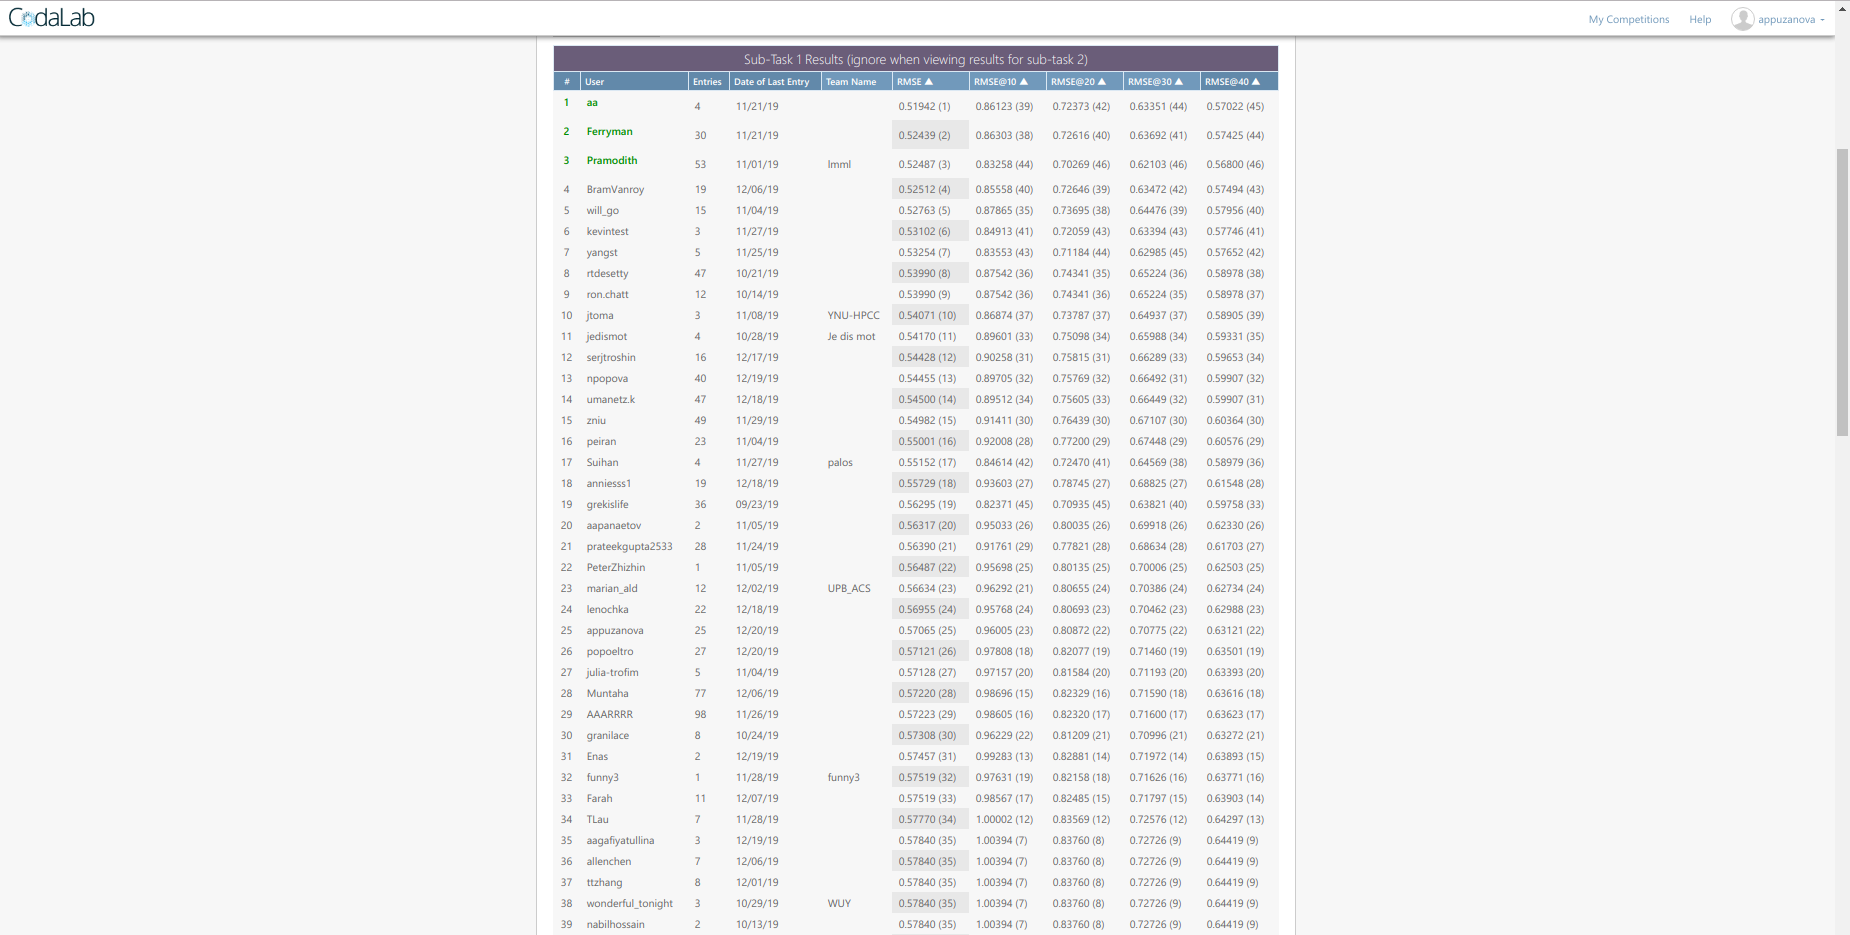 CodaLab My Competitions Help appuzanova
Sub-Task 1 Results (ignore when viewing results for sub-task 2)
# User Entries Date of Last Entry Team Name RMSE ▲ RMSE@10 ▲ RMSE@20 ▲ RMSE@30 ▲ RMSE@40 ▲
1 aa 4 11/21/19 0.51942 (1) 0.86123 (39) 0.72373 (42) 0.63351 (44) 0.57022 (45)
2 Ferryman 30 11/21/19 0.52439 (2) 0.86303 (38) 0.72616 (40) 0.63692 (41) 0.57425 (44)
3 Pramodith 53 11/01/19 lmml 0.52487 (3) 0.83258 (44) 0.70269 (46) 0.62103 (46) 0.56800 (46)
4 BramVanroy 19 12/06/19 0.52512 (4) 0.85558 (40) 0.72646 (39) 0.63472 (42) 0.57494 (43)
5 will_go 15 11/04/19 0.52763 (5) 0.87865 (35) 0.73695 (38) 0.64476 (39) 0.57956 (40)
6 kevintest 3 11/27/19 0.53102 (6) 0.84913 (41) 0.72059 (43) 0.63394 (43) 0.57746 (41)
7 yangst 5 11/25/19 0.53254 (7) 0.83553 (43) 0.71184 (44) 0.62985 (45) 0.57652 (42)
8 rtdesetty 47 10/21/19 0.53990 (8) 0.87542 (36) 0.74341 (35) 0.65224 (36) 0.58978 (38)
9 ron.chatt 12 10/14/19 0.53990 (9) 0.87542 (36) 0.74341 (36) 0.65224 (35) 0.58978 (37)
10 jtoma 3 11/08/19 YNU-HPCC 0.54071 (10) 0.86874 (37) 0.73787 (37) 0.64937 (37) 0.58905 (39)
11 jedismot 4 10/28/19 Je dis mot 0.54170 (11) 0.89601 (33) 0.75098 (34) 0.65988 (34) 0.59331 (35)
12 serjtroshin 16 12/17/19 0.54428 (12) 0.90258 (31) 0.75815 (31) 0.66289 (33) 0.59653 (34)
13 npopova 40 12/19/19 0.54455 (13) 0.89705 (32) 0.75769 (32) 0.66492 (31) 0.59907 (32)
14 umanetz.k 47 12/18/19 0.54500 (14) 0.89512 (34) 0.75605 (33) 0.66449 (32) 0.59907 (31)
15 zniu 49 11/29/19 0.54982 (15) 0.91411 (30) 0.76439 (30) 0.67107 (30) 0.60364 (30)
16 peiran 23 11/04/19 0.55001 (16) 0.92008 (28) 0.77200 (29) 0.67448 (29) 0.60576 (29)
17 Suihan 4 11/27/19 palos 0.55152 (17) 0.84614 (42) 0.72470 (41) 0.64569 (38) 0.58979 (36)
18 anniesss1 19 12/18/19 0.55729 (18) 0.93603 (27) 0.78745 (27) 0.68825 (27) 0.61548 (28)
19 grekislife 36 09/23/19 0.56295 (19) 0.82371 (45) 0.70935 (45) 0.63821 (40) 0.59758 (33)
20 aapanaetov 2 11/05/19 0.56317 (20) 0.95033 (26) 0.80035 (26) 0.69918 (26) 0.62330 (26)
21 prateekgupta2533 28 11/24/19 0.56390 (21) 0.91761 (29) 0.77821 (28) 0.68634 (28) 0.61703 (27)
22 PeterZhizhin 1 11/05/19 0.56487 (22) 0.95698 (25) 0.80135 (25) 0.70006 (25) 0.62503 (25)
23 marian_ald 12 12/02/19 UPB_ACS 0.56634 (23) 0.96292 (21) 0.80655 (24) 0.70386 (24) 0.62734 (24)
24 lenochka 22 12/18/19 0.56955 (24) 0.95768 (24) 0.80693 (23) 0.70462 (23) 0.62988 (23)
25 appuzanova 25 12/20/19 0.57065 (25) 0.96005 (23) 0.80872 (22) 0.70775 (22) 0.63121 (22)
26 popoeltro 27 12/20/19 0.57121 (26) 0.97808 (18) 0.82077 (19) 0.71460 (19) 0.63501 (19)
27 julia-trofim 5 11/04/19 0.57128 (27) 0.97157 (20) 0.81584 (20) 0.71193 (20) 0.63393 (20)
28 Muntaha 77 12/06/19 0.57220 (28) 0.98696 (15) 0.82329 (16) 0.71590 (18) 0.63616 (18)
29 AAARRRR 98 11/26/19 0.57223 (29) 0.98605 (16) 0.82320 (17) 0.71600 (17) 0.63623 (17)
30 granilace 8 10/24/19 0.57308 (30) 0.96229 (22) 0.81209 (21) 0.70996 (21) 0.63272 (21)
31 Enas 2 12/19/19 0.57457 (31) 0.99283 (13) 0.82881 (14) 0.71972 (14) 0.63893 (15)
32 funny3 1 11/28/19 funny3 0.57519 (32) 0.97631 (19) 0.82158 (18) 0.71626 (16) 0.63771 (16)
33 Farah 11 12/07/19 0.57519 (33) 0.98567 (17) 0.82485 (15) 0.71797 (15) 0.63903 (14)
34 TLau 7 11/28/19 0.57770 (34) 1.00002 (12) 0.83569 (12) 0.72576 (12) 0.64297 (13)
35 aagafiyatullina 3 12/19/19 0.57840 (35) 1.00394 (7) 0.83760 (8) 0.72726 (9) 0.64419 (9)
36 allenchen 7 12/06/19 0.57840 (35) 1.00394 (7) 0.83760 (8) 0.72726 (9) 0.64419 (9)
37 ttzhang 8 12/01/19 0.57840 (35) 1.00394 (7) 0.83760 (8) 0.72726 (9) 0.64419 (9)
38 wonderful_tonight 3 10/29/19 WUY 0.57840 (35) 1.00394 (7) 0.83760 (8) 0.72726 (9) 0.64419 (9)
39 nabilhossain 2 10/13/19 0.57840 (35) 1.00394 (7) 0.83760 (8) 0.72726 (9) 0.64419 (9)